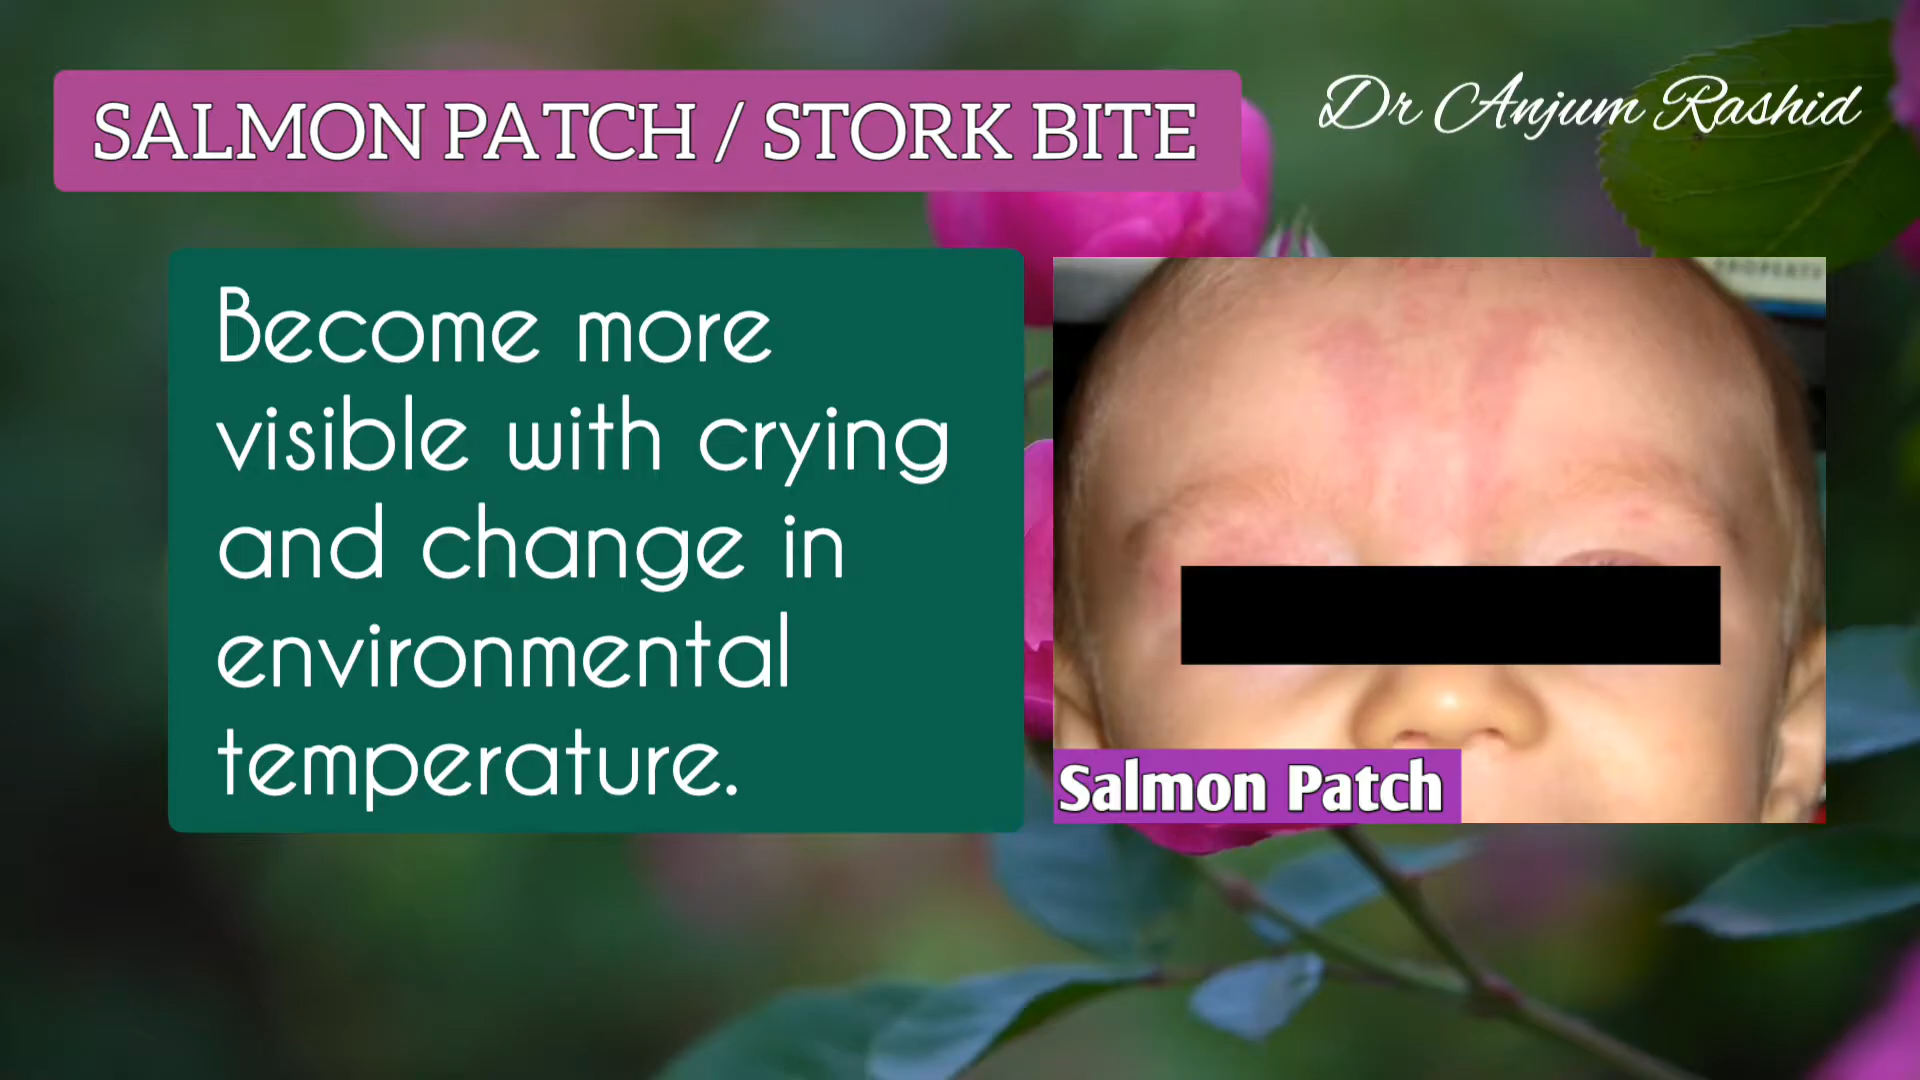 SALMON PATCH / STORK BITE
Dr Anjum Rashid
Become more
visible with crying
and change in
environmental
temperature.
Salmon Patch